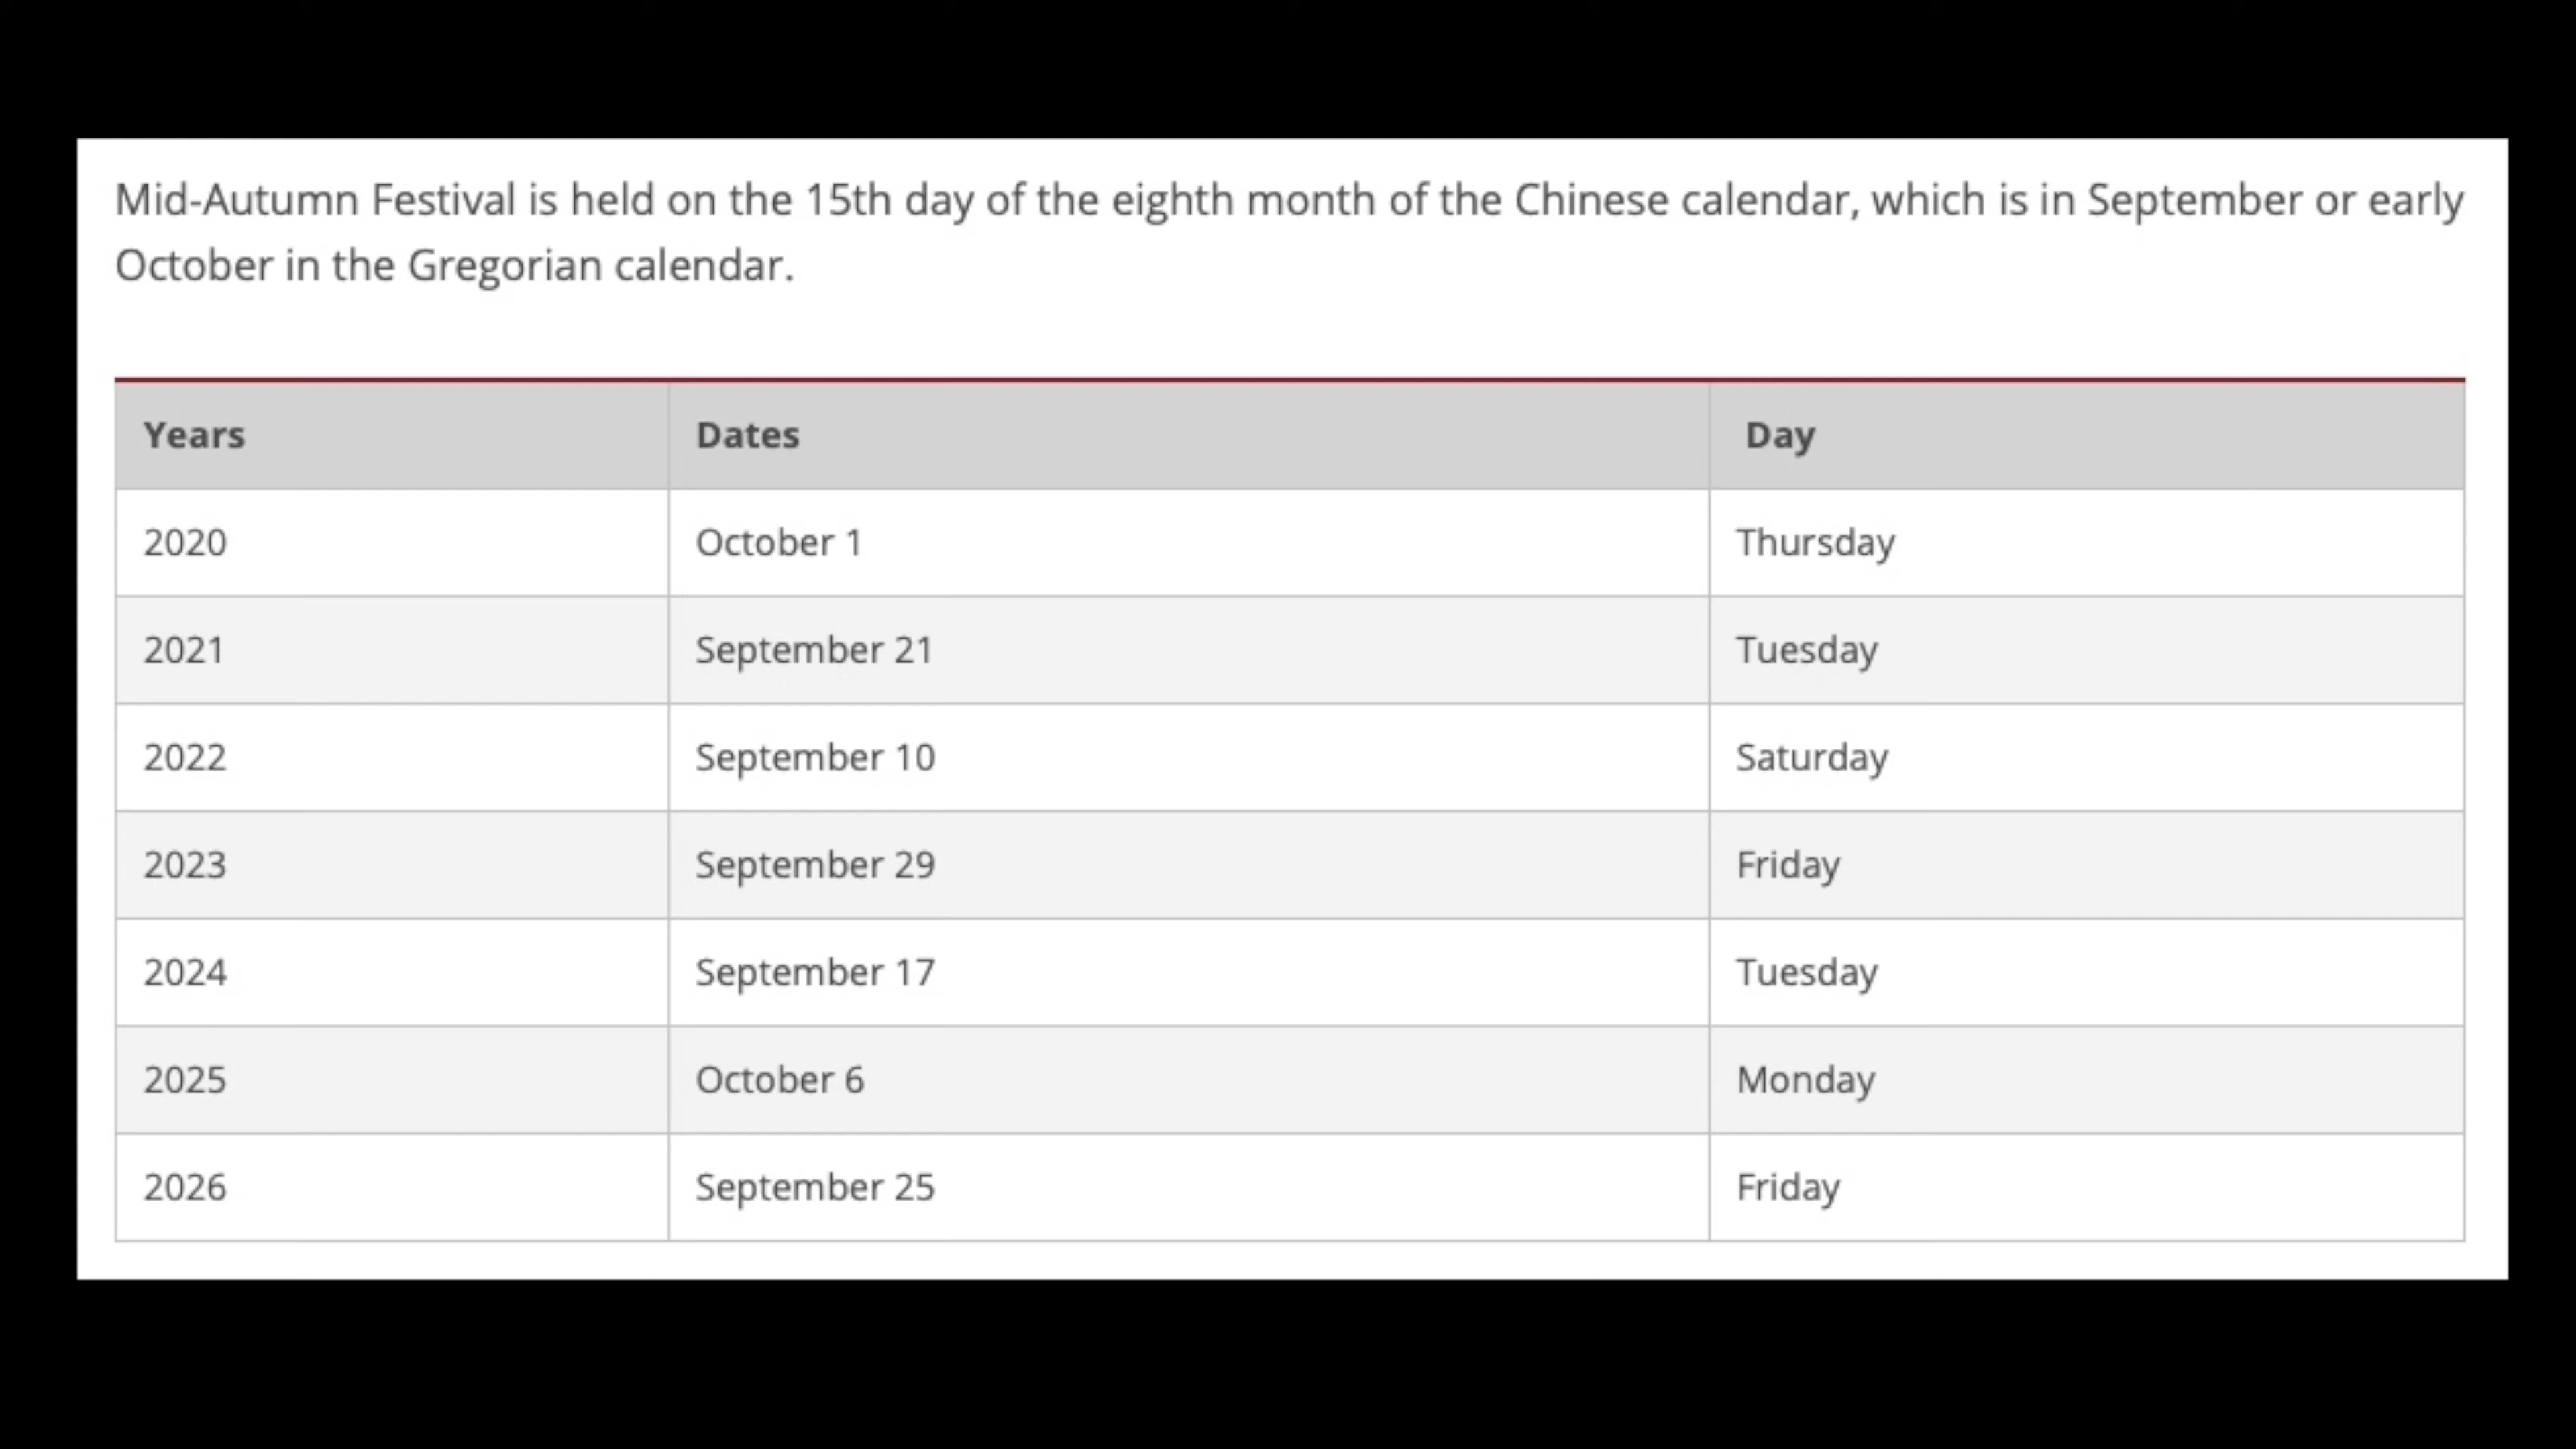 Mid-Autumn Festival is held on the 15th day of the eighth month of the Chinese calendar, which is in September or early
October in the Gregorian calendar.
Years Dates Day
2020 October 1 Thursday
2021 September 21 Tuesday
2022 September 10 Saturday
2023 September 29 Friday
2024 September 17 Tuesday
2025 October 6 Monday
2026 September 25 Friday